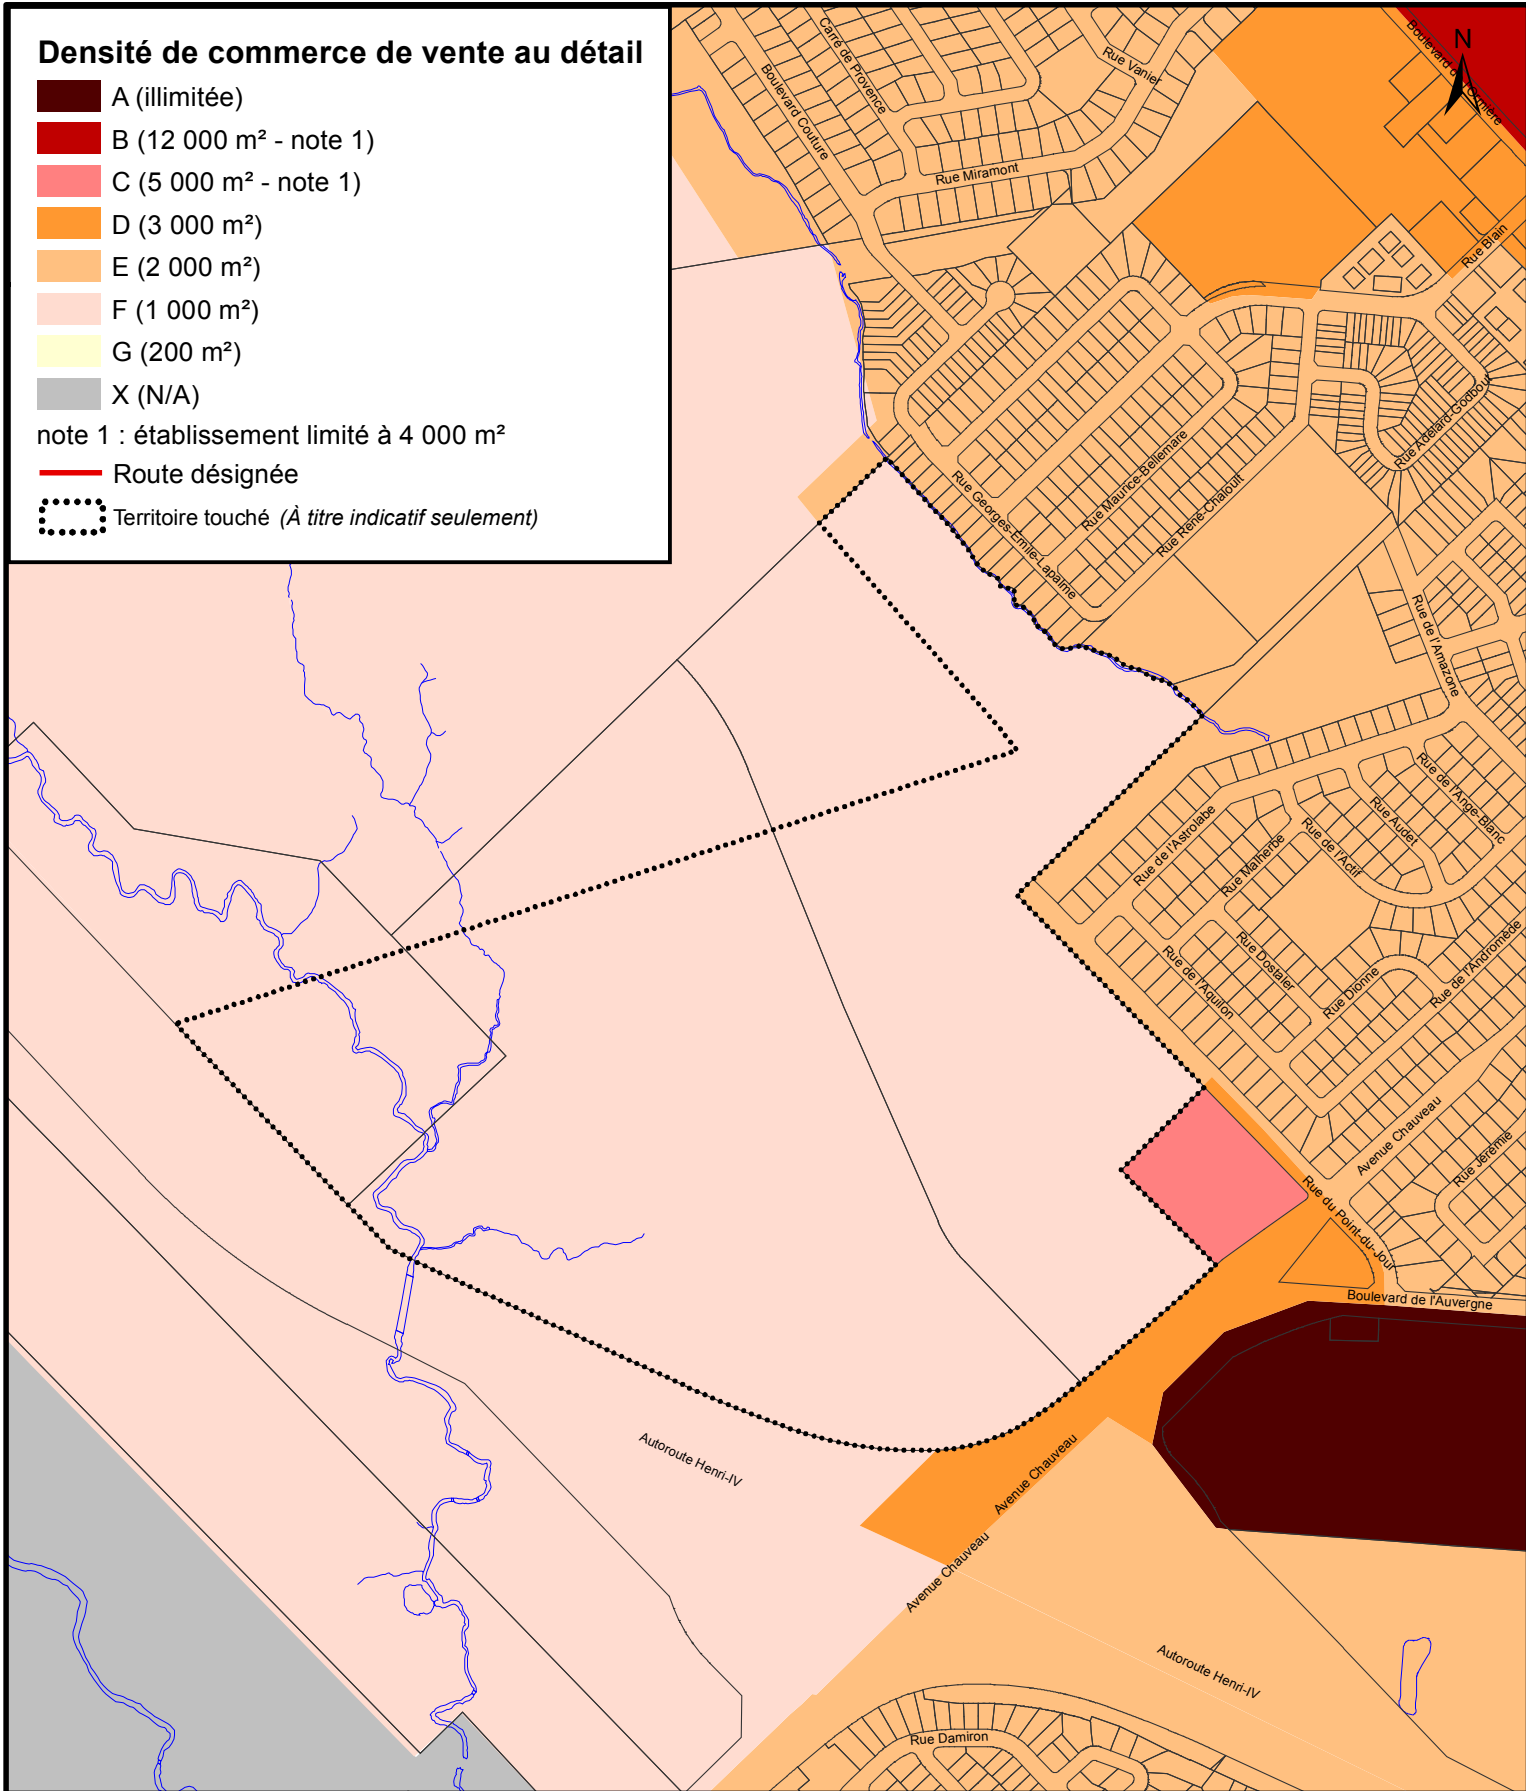 Densité de commerce de vente au détail
A (illimitée)
B (12 000 m² - note 1)
C (5 000 m² - note 1)
D (3 000 m²)
E (2 000 m²)
F (1 000 m²)
G (200 m²)
X (N/A)
note 1 : établissement limité à 4 000 m²
Route désignée
Territoire touché (À titre indicatif seulement)
N
Carré de Provence
Rue Vanier
Boulevard Couture
Rue Miramont
Boulevard de l'Ormière
Rue Blain
Rue Adélard-Godbout
Rue Maurice-Bellemare
Rue René-Chaloult
Rue Georges-Émile-Lapalme
Rue de l'Amazone
Rue de l'Ange-Blanc
Rue Audet
Rue de l'Actif
Rue de l'Astrolabe
Rue Malherbe
Rue Dostaler
Rue de l'Aquilon
Rue Dionne
Rue de l'Andromède
Avenue Chauveau
Rue Jérémie
Rue du Point-du-Jour
Boulevard de l'Auvergne
Autoroute Henri-IV
Avenue Chauveau
Avenue Chauveau
Autoroute Henri-IV
Rue Damiron